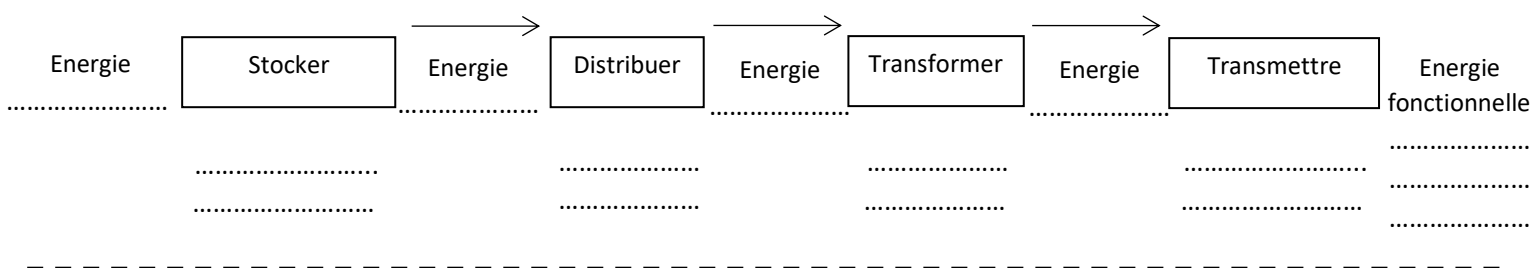 Energie Stocker Energie Distribuer Energie Transformer Energie Transmettre Energie
…………………… ………………… ………………… ………………… fonctionnelle
…………………
……………………... ………………… ………………… ……………………...
…………………
……………………… ………………… ………………… ………………………
…………………